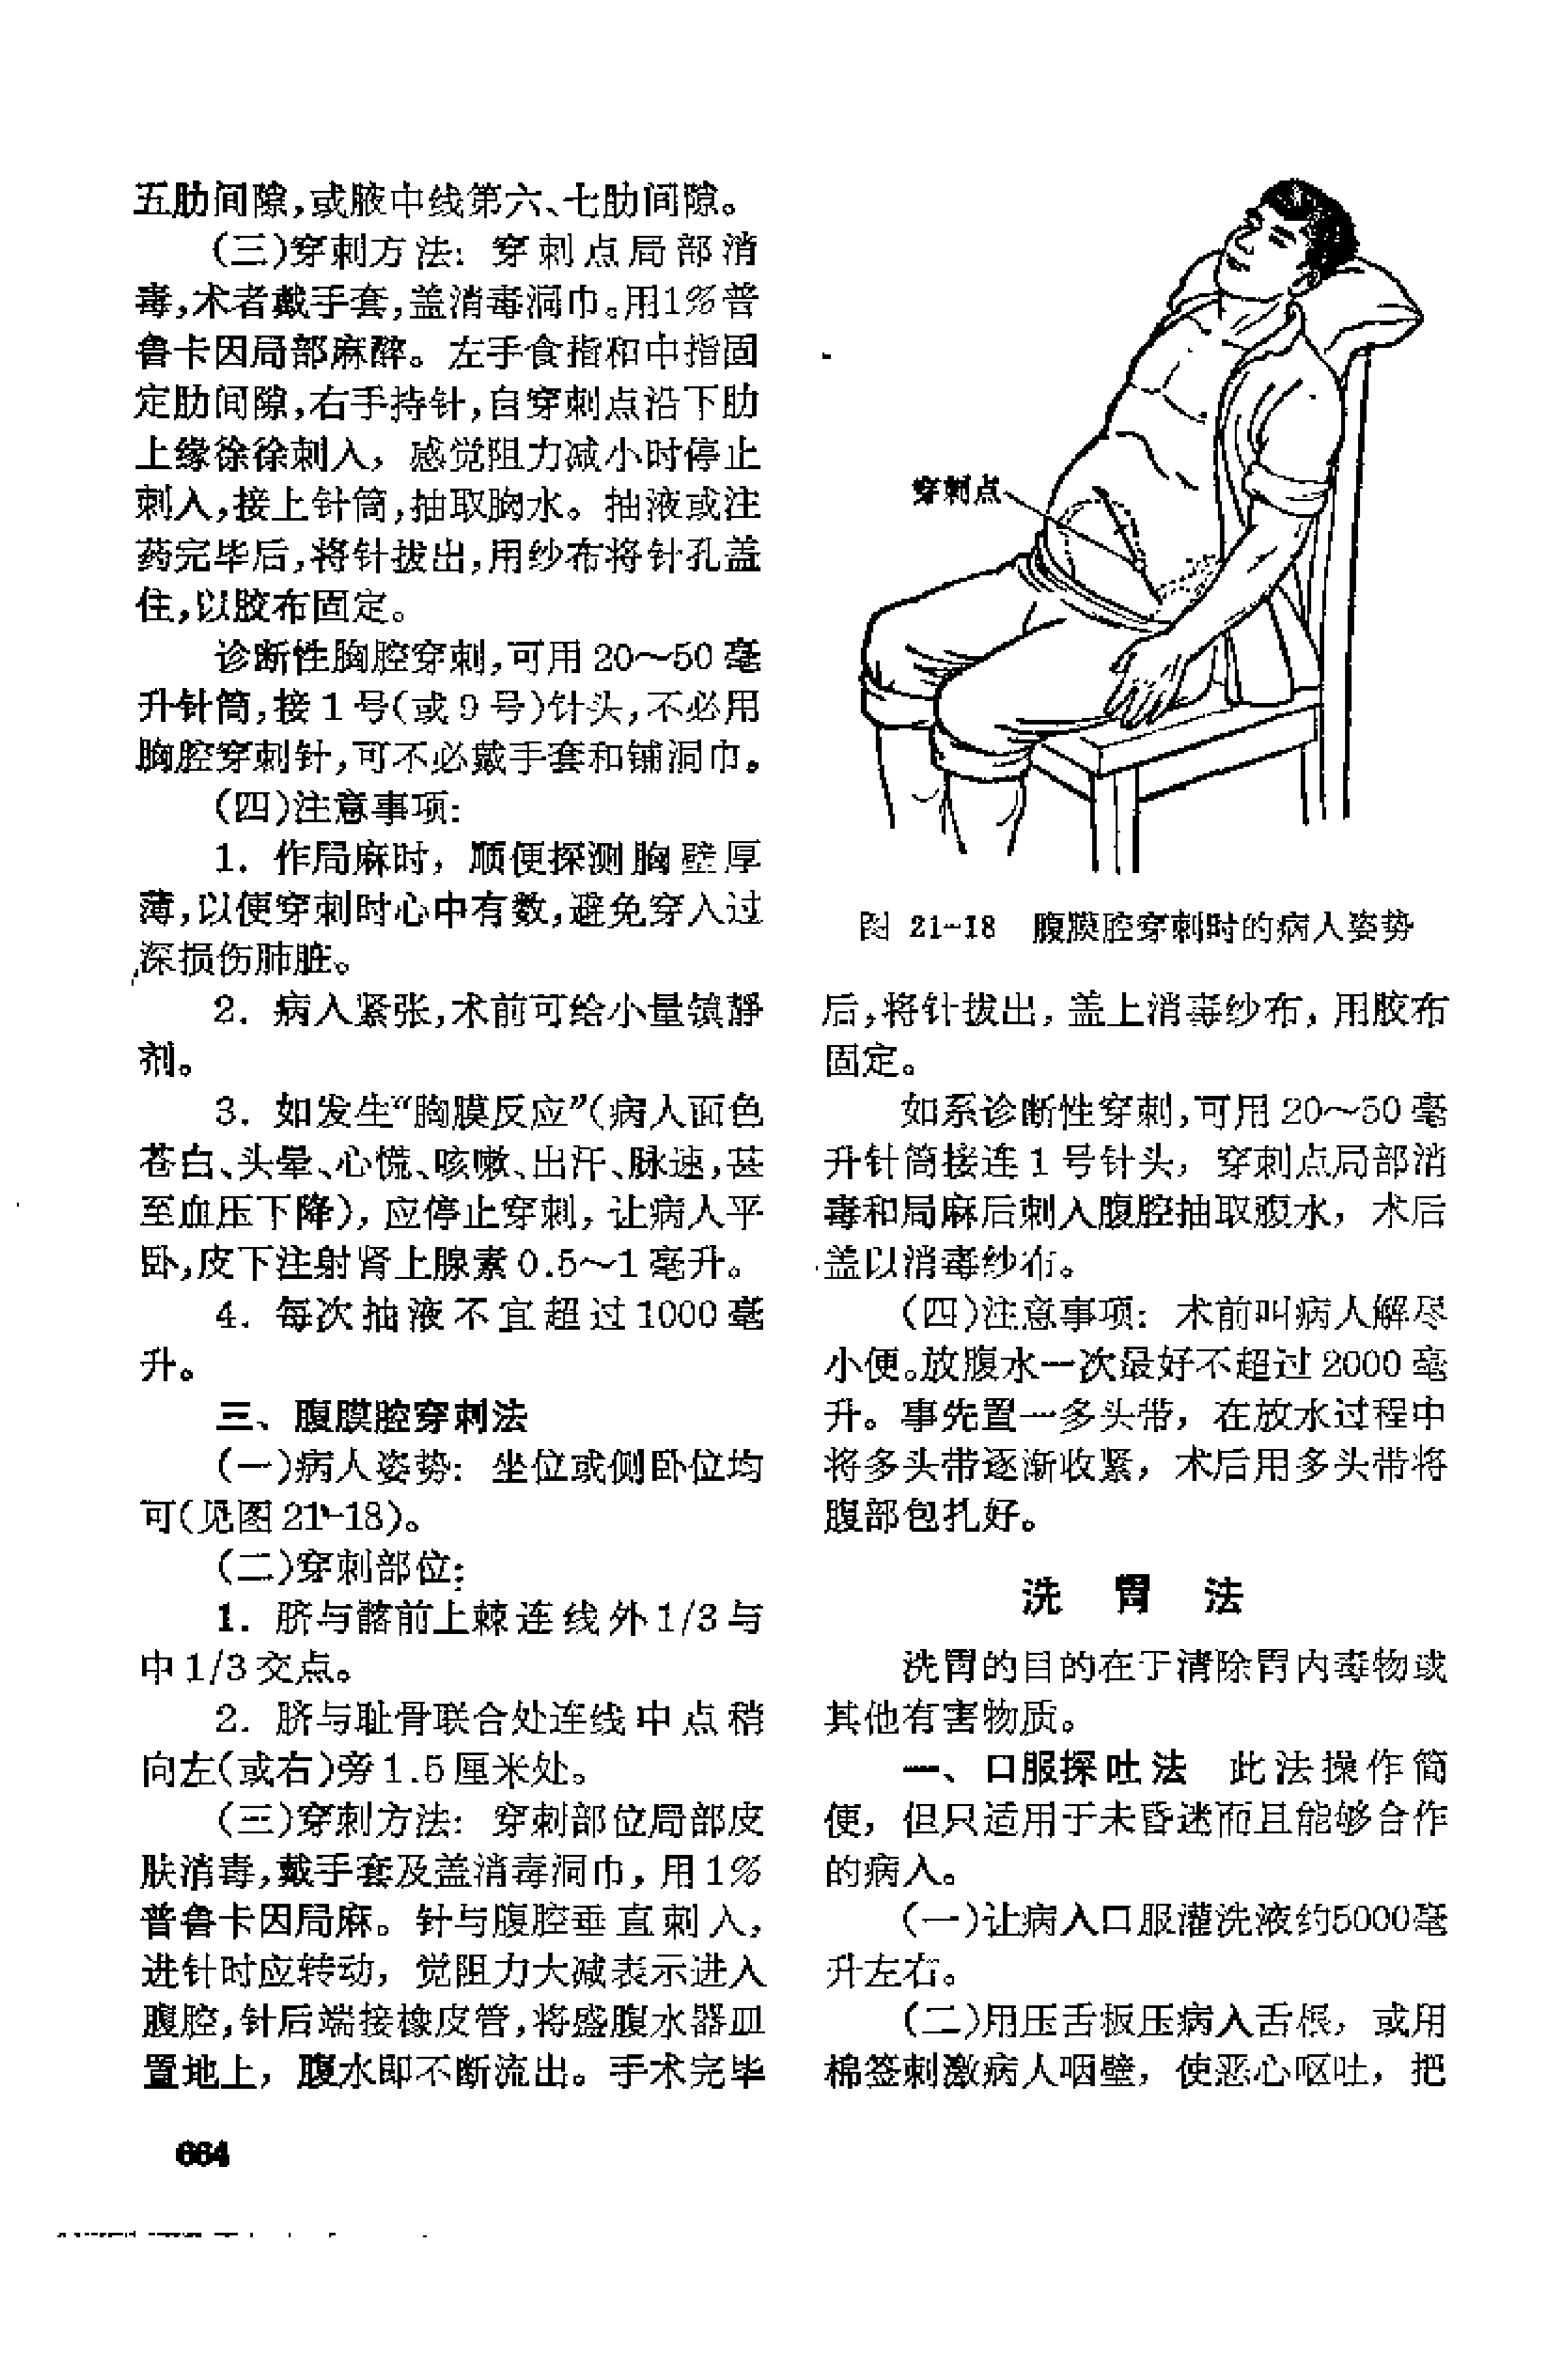 五肋间隙,或腋中线第六、七肋间隙。
(三)穿刺方法: 穿刺点局部消
毒,术者戴手套,盖消毒洞巾。用1%普
鲁卡因局部麻醉。左手食指和中指固
定肋间隙,右手持针,自穿刺点沿下肋
上缘徐徐刺入，感觉阻力减小时停止
刺入,接上针筒,抽取胸水。抽液或注
药完毕后,将针拔出,用纱布将针孔盖
住,以胶布固定。
诊断性胸腔穿刺,可用20～50毫
升针筒,接1号(或9号)针头,不必用
胸腔穿刺针,可不必戴手套和铺洞巾。
(四)注意事项:
1. 作局麻时，顺便探测胸壁厚
薄,以便穿刺时心中有数,避免穿入过
深损伤肺脏。
2. 病人紧张,术前可给小量镇静
剂。
3. 如发生“胸膜反应”(病人面色
苍白、头晕、心慌、咳嗽、出汗、脉速,甚
至血压下降),应停止穿刺,让病人平
卧,皮下注射肾上腺素0.5～1毫升。
4. 每次抽液不宜超过1000毫
升。
三、腹膜腔穿刺法
(一)病人姿势: 坐位或侧卧位均
可(见图21-18)。
(二)穿刺部位:
1. 脐与髂前上棘连线外1/3与
中1/3交点。
2. 脐与耻骨联合处连线中点稍
向左(或右)旁1.5厘米处。
(三)穿刺方法: 穿刺部位局部皮
肤消毒,戴手套及盖消毒洞巾,用1%
普鲁卡因局麻。针与腹腔垂直刺入,
进针时应转动，觉阻力大减表示进入
腹腔,针后端接橡皮管,将盛腹水器皿
置地上，腹水即不断流出。手术完毕
穿刺点
图 21-18 腹膜腔穿刺时的病人姿势
后,将针拔出,盖上消毒纱布,用胶布
固定。
如系诊断性穿刺,可用20～50毫
升针筒接连1号针头，穿刺点局部消
毒和局麻后刺入腹腔抽取腹水，术后
盖以消毒纱布。
(四)注意事项: 术前叫病人解尽
小便。放腹水一次最好不超过2000毫
升。事先置一多头带，在放水过程中
将多头带逐渐收紧，术后用多头带将
腹部包扎好。
洗 胃 法
洗胃的目的在于清除胃内毒物或
其他有害物质。
一、口服探吐法 此法操作简
便，但只适用于未昏迷而且能够合作
的病人。
(一)让病人口服灌洗液约5000毫
升左右。
(二)用压舌板压病人舌根，或用
棉签刺激病人咽壁，使恶心呕吐，把
664